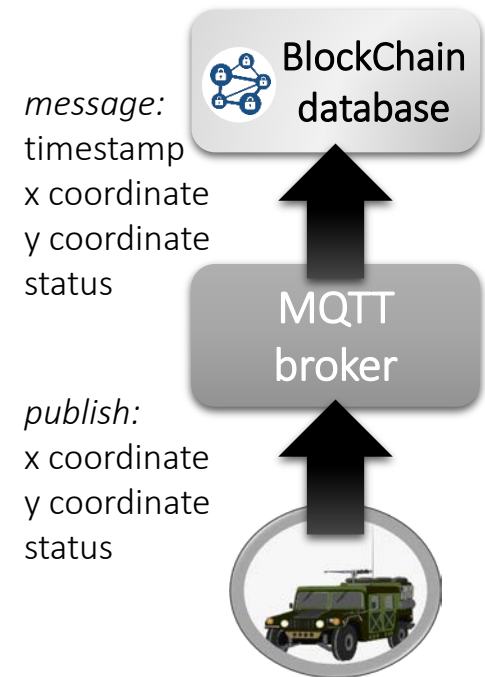 BlockChain
database
message:
timestamp
x coordinate
y coordinate
status
MQTT
broker
publish:
x coordinate
y coordinate
status